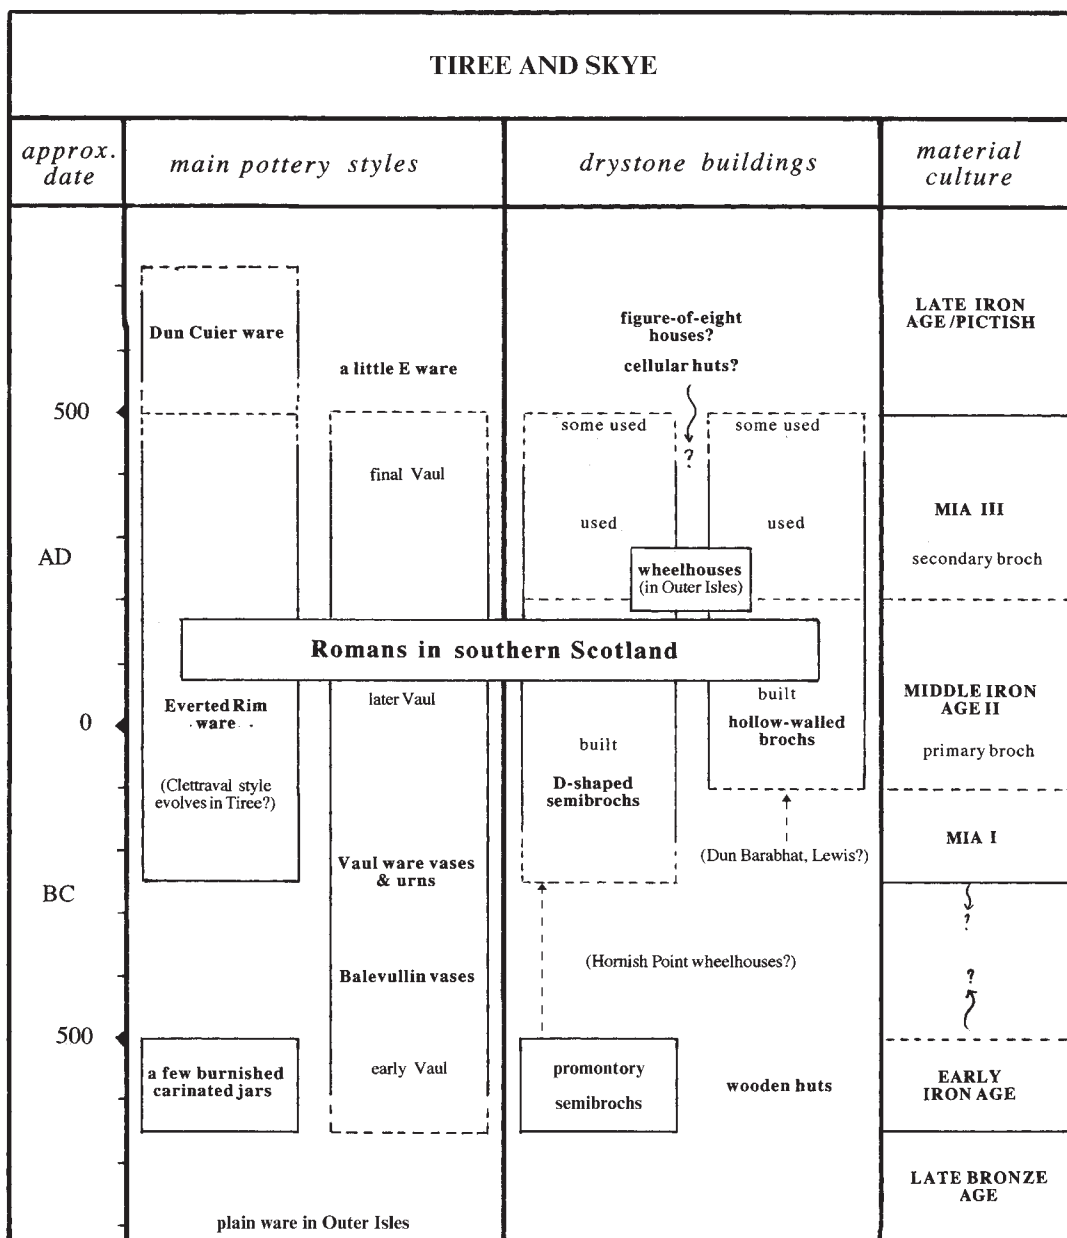 TIREE AND SKYE
approx.
date
main pottery styles
drystone buildings
material
culture
Dun Cuier ware
a little E ware
figure-of-eight
houses?
cellular huts?
?
LATE IRON
AGE/PICTISH
500
AD
0
BC
500
final Vaul
some used
some used
used
used
wheelhouses
(in Outer Isles)
MIA III
secondary broch
Romans in southern Scotland
Everted Rim
ware
(Clettraval style
evolves in Tiree?)
later Vaul
Vaul ware vases
& urns
Balevullin vases
early Vaul
built
D-shaped
semibrochs
built
hollow-walled
brochs
(Dun Barabhat, Lewis?)
(Hornish Point wheelhouses?)
MIDDLE IRON
AGE II
primary broch
MIA I
?
?
a few burnished
carinated jars
promontory
semibrochs
wooden huts
EARLY
IRON AGE
LATE BRONZE
AGE
plain ware in Outer Isles